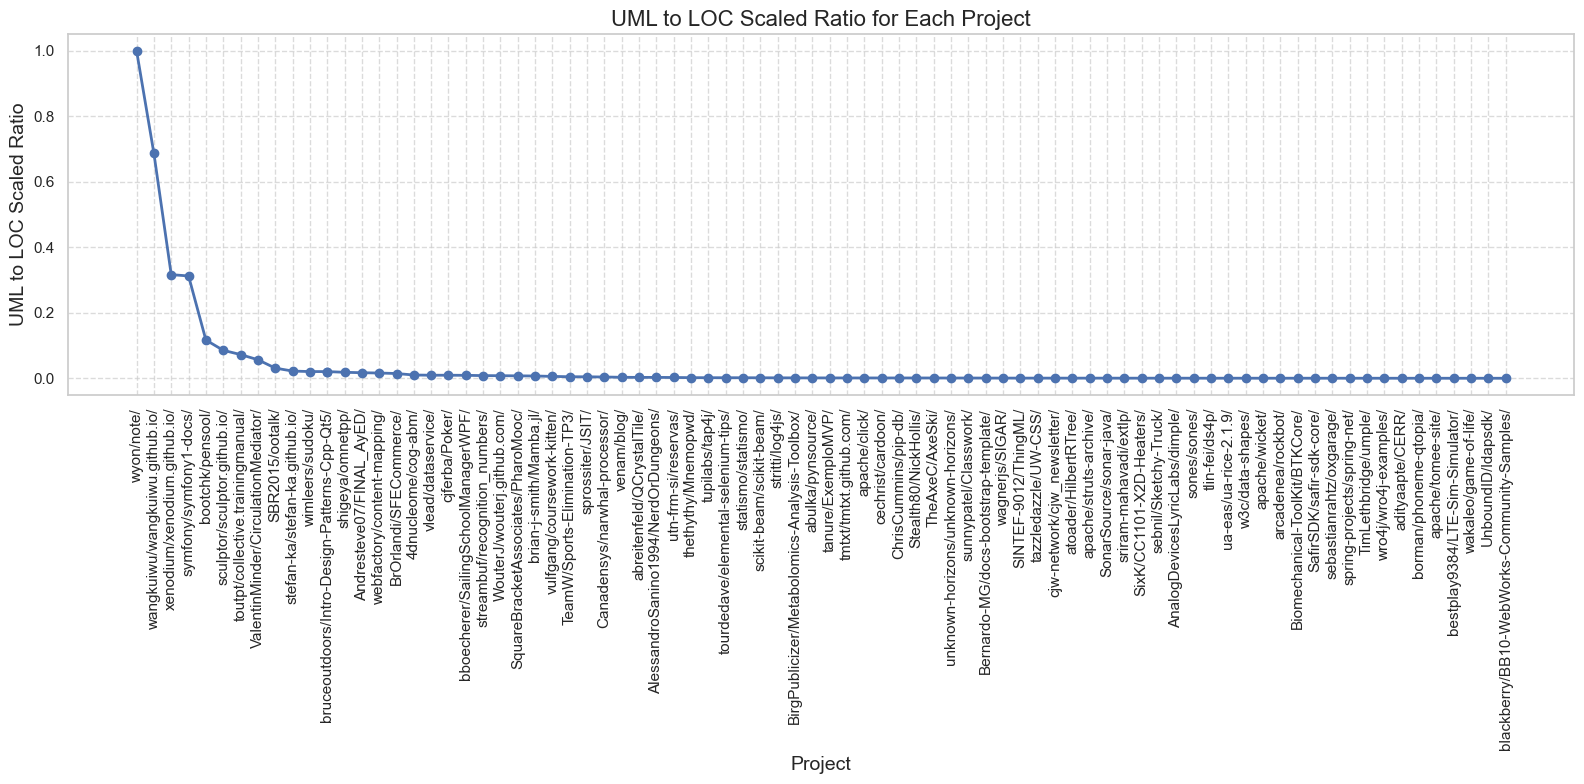 UML to LOC Scaled Ratio for Each Project
UML to LOC Scaled Ratio
1.0
0.8
0.6
0.4
0.2
0.0
wyon/note/
wangkuiwu/wangkuiwu.github.io/
xenodium/xenodium.github.io/
symfony/symfony1-docs/
bootchk/pensool/
sculptor/sculptor.github.io/
toutpt/collective.trainingmanual/
ValentinMinder/CirculationMediator/
SBR2015/ootalk/
stefan-ka/stefan-ka.github.io/
wimleers/sudoku/
bruceoutdoors/Intro-Design-Patterns-Cpp-Qt5/
shigeya/omnetpp/
Andresteve07/FINAL_AyED/
webfactory/content-mapping/
BrOrlandi/SFECommerce/
4dnucleome/cog-abm/
vlead/dataservice/
qferba/Poker/
bboecherer/SailingSchoolManagerWPF/
streambuf/recognition_numbers/
WouterJ/wouterj.github.com/
SquareBracketAssociates/PharoMooc/
brian-j-smith/Mamba.jl/
vulfgang/coursework-kitten/
TeamW/Sports-Elimination-TP3/
sprossiter/JSIT/
Canadensys/narwhal-processor/
venam/blog/
abreitenfeld/QCrystalTile/
AlessandroSanino1994/NerdOrDungeons/
utn-frm-si/reservas/
thethythy/Mnemopwd/
tupilabs/tap4j/
tourdedave/elemental-selenium-tips/
statismo/statismo/
scikit-beam/scikit-beam/
stritti/log4js/
BirgPublicizer/Metabolomics-Analysis-Toolbox/
abulka/pynsource/
tanure/ExemploMVP/
tmtxt/tmtxt.github.com/
apache/click/
cechrist/cardoon/
ChrisCummins/pip-db/
Stealth80/NickHollis/
TheAxeC/AxeSki/
unknown-horizons/unknown-horizons/
sunnypatel/Classwork/
Bernardo-MG/docs-bootstrap-template/
wagnerjs/SIGAR/
SINTEF-9012/ThingML/
tazzledazzle/UW-CSS/
cjw-network/cjw_newsletter/
atoader/HilbertRTree/
apache/struts-archive/
SonarSource/sonar-java/
sriram-mahavadi/extlp/
SixK/CC1101-X2D-Heaters/
sebnil/Sketchy-Truck/
AnalogDevicesLyricLabs/dimple/
sones/sones/
tlin-fei/ds4p/
ua-eas/ua-rice-2.1.9/
w3c/data-shapes/
apache/wicket/
arcadenea/rockbot/
Biomechanical-ToolKit/BTKCore/
SafirSDK/safir-sdk-core/
sebastianrahtz/oxgarage/
spring-projects/spring-net/
TimLethbridge/umple/
wro4j/wro4j-examples/
adityaapte/CERR/
borman/phoneme-qtopia/
apache/tomee-site/
bestplay9384/LTE-Sim-Simulator/
wakaleo/game-of-life/
UnboundID/ldapsdk/
blackberry/BB10-WebWorks-Community-Samples/
Project